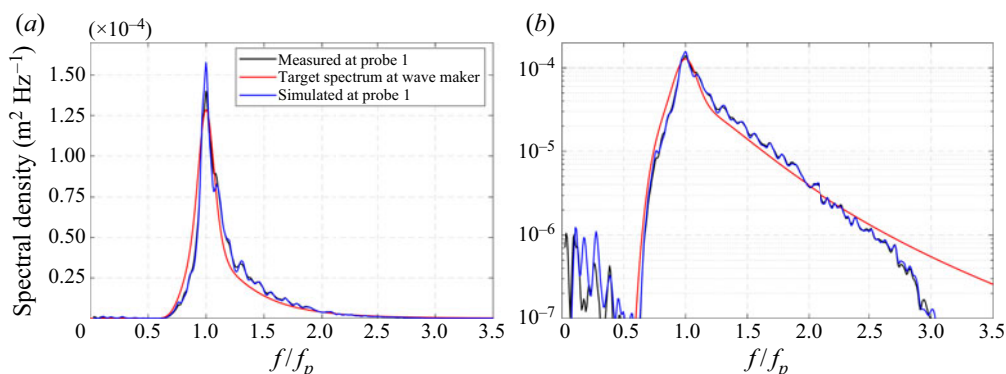 (a)
(×10⁻⁴)
Spectral density (m² Hz⁻¹)
1.50
1.25
1.00
0.75
0.50
0.25
0
Measured at probe 1
Target spectrum at wave maker
Simulated at probe 1
0 0.5 1.0 1.5 2.0 2.5 3.0 3.5
f/fₚ
(b)
10⁻⁴
10⁻⁵
10⁻⁶
10⁻⁷
0 0.5 1.0 1.5 2.0 2.5 3.0 3.5
f/fₚ